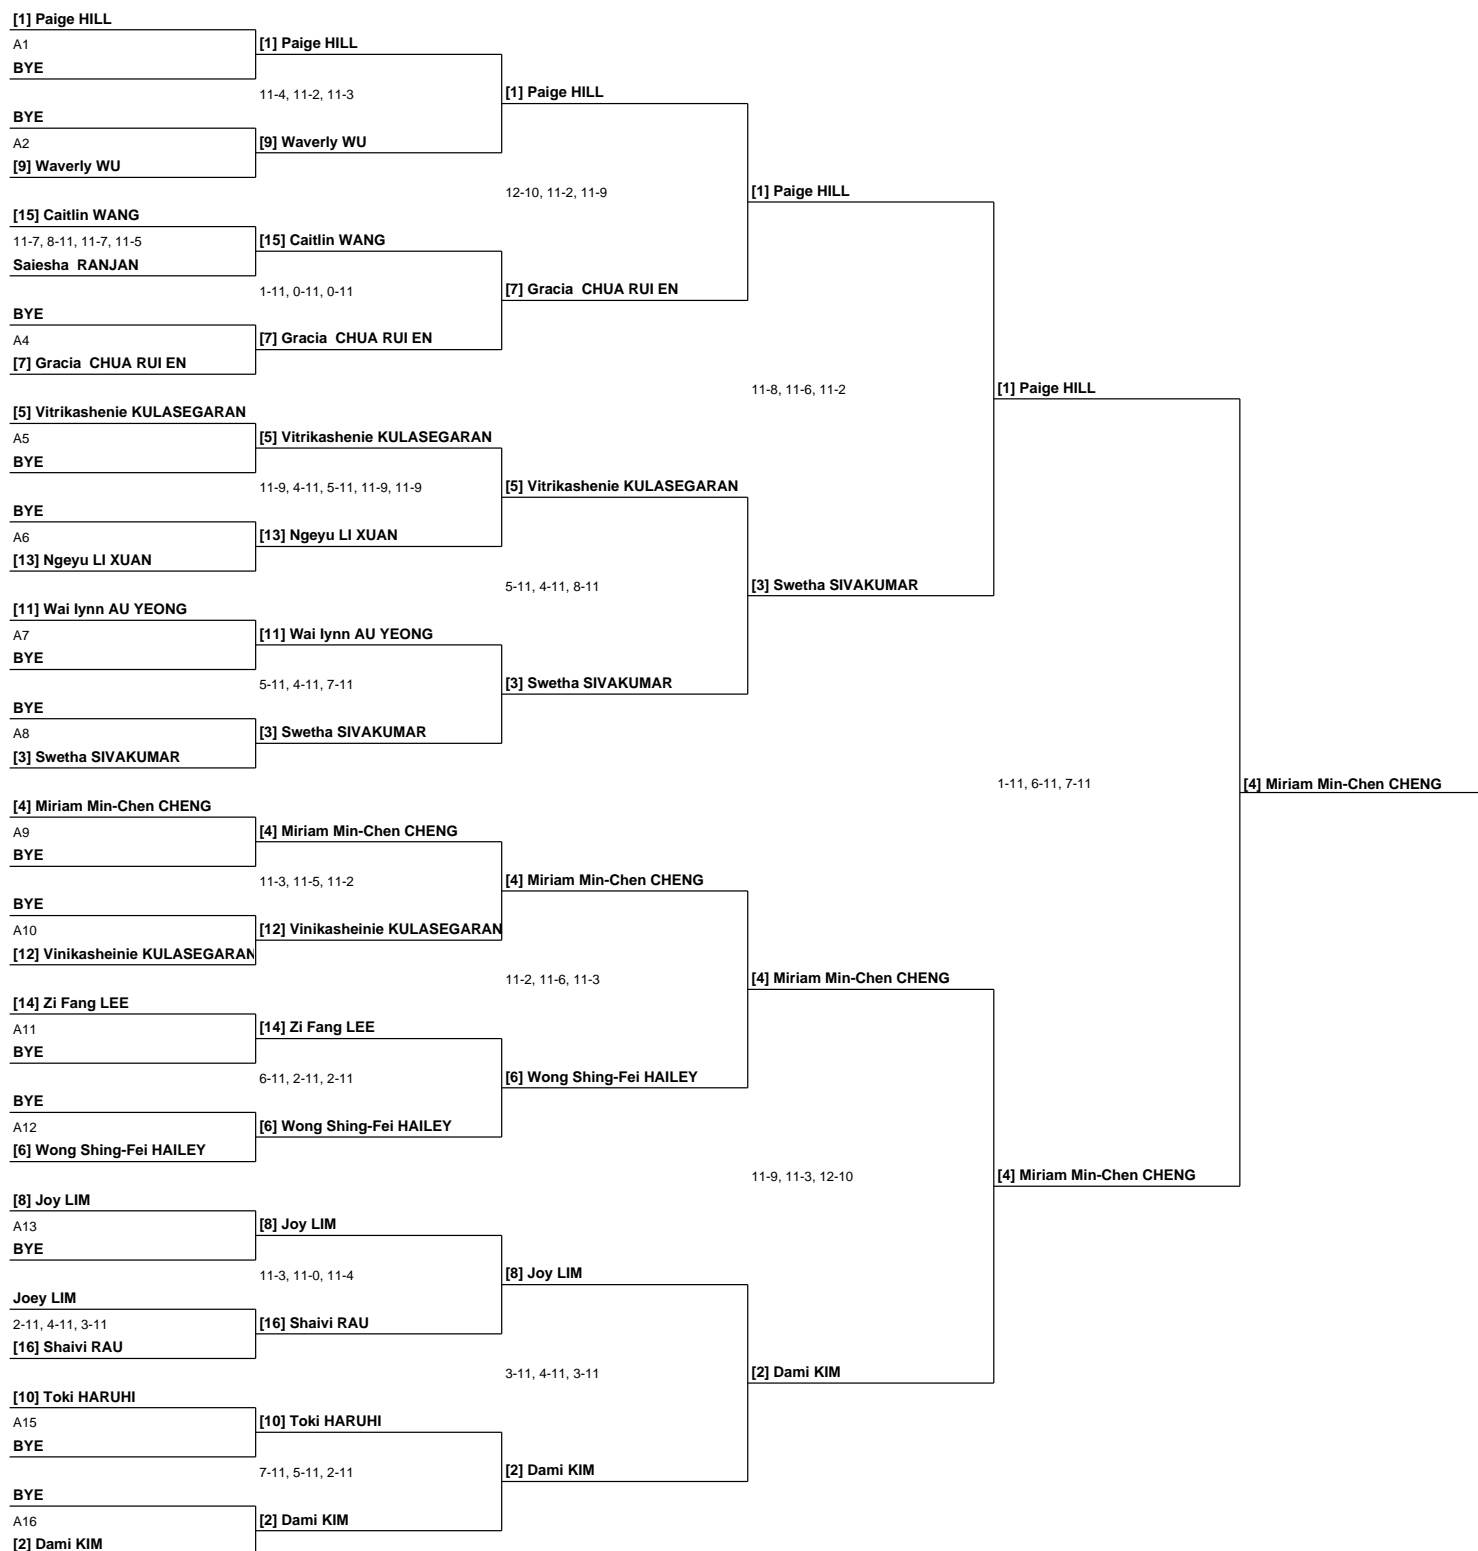 [1] Paige HILL
A1
BYE
BYE
A2
[9] Waverly WU
[15] Caitlin WANG
11-7, 8-11, 11-7, 11-5
Saiesha  RANJAN
BYE
A4
[7] Gracia  CHUA RUI EN
[5] Vitrikashenie KULASEGARAN
A5
BYE
BYE
A6
[13] Ngeyu LI XUAN
[11] Wai lynn AU YEONG
A7
BYE
BYE
A8
[3] Swetha SIVAKUMAR
[4] Miriam Min-Chen CHENG
A9
BYE
BYE
A10
[12] Vinikasheinie KULASEGARAN
[14] Zi Fang LEE
A11
BYE
BYE
A12
[6] Wong Shing-Fei HAILEY
[8] Joy LIM
A13
BYE
Joey LIM
2-11, 4-11, 3-11
[16] Shaivi RAU
[10] Toki HARUHI
A15
BYE
BYE
A16
[2] Dami KIM
[1] Paige HILL
11-4, 11-2, 11-3
[9] Waverly WU
[15] Caitlin WANG
1-11, 0-11, 0-11
[7] Gracia  CHUA RUI EN
[5] Vitrikashenie KULASEGARAN
11-9, 4-11, 5-11, 11-9, 11-9
[13] Ngeyu LI XUAN
[11] Wai lynn AU YEONG
5-11, 4-11, 7-11
[3] Swetha SIVAKUMAR
[4] Miriam Min-Chen CHENG
11-3, 11-5, 11-2
[12] Vinikasheinie KULASEGARAN
[14] Zi Fang LEE
6-11, 2-11, 2-11
[6] Wong Shing-Fei HAILEY
[8] Joy LIM
11-3, 11-0, 11-4
[16] Shaivi RAU
[10] Toki HARUHI
7-11, 5-11, 2-11
[2] Dami KIM
[1] Paige HILL
12-10, 11-2, 11-9
[7] Gracia  CHUA RUI EN
[5] Vitrikashenie KULASEGARAN
5-11, 4-11, 8-11
[3] Swetha SIVAKUMAR
[4] Miriam Min-Chen CHENG
11-2, 11-6, 11-3
[6] Wong Shing-Fei HAILEY
[8] Joy LIM
3-11, 4-11, 3-11
[2] Dami KIM
[1] Paige HILL
11-8, 11-6, 11-2
[3] Swetha SIVAKUMAR
[4] Miriam Min-Chen CHENG
11-9, 11-3, 12-10
[2] Dami KIM
[1] Paige HILL
1-11, 6-11, 7-11
[4] Miriam Min-Chen CHENG
[4] Miriam Min-Chen CHENG